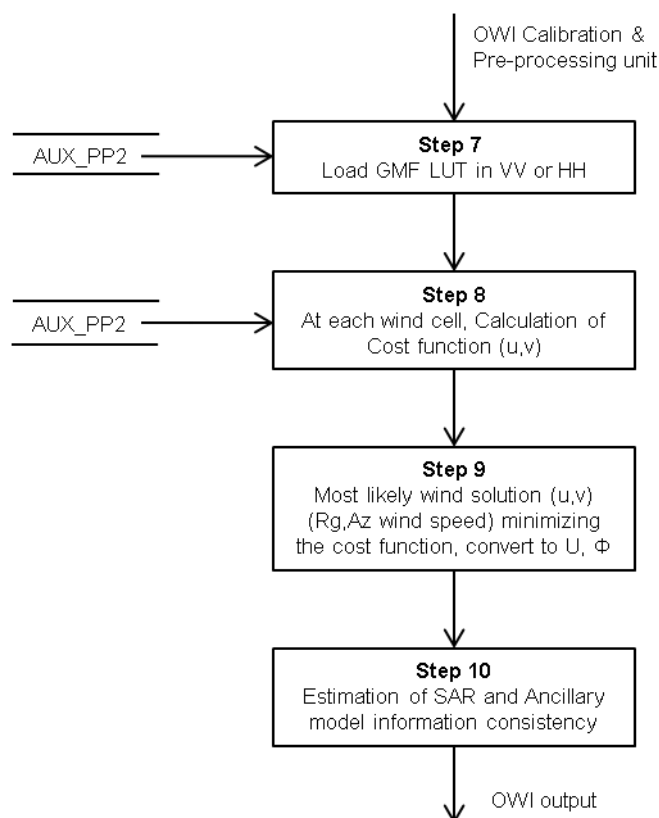 OWI Calibration &
Pre-processing unit
AUX_PP2
Step 7
Load GMF LUT in VV or HH
AUX_PP2
Step 8
At each wind cell, Calculation of
Cost function (u,v)
Step 9
Most likely wind solution (u,v)
(Rg,Az wind speed) minimizing
the cost function, convert to U, Φ
Step 10
Estimation of SAR and Ancillary
model information consistency
OWI output